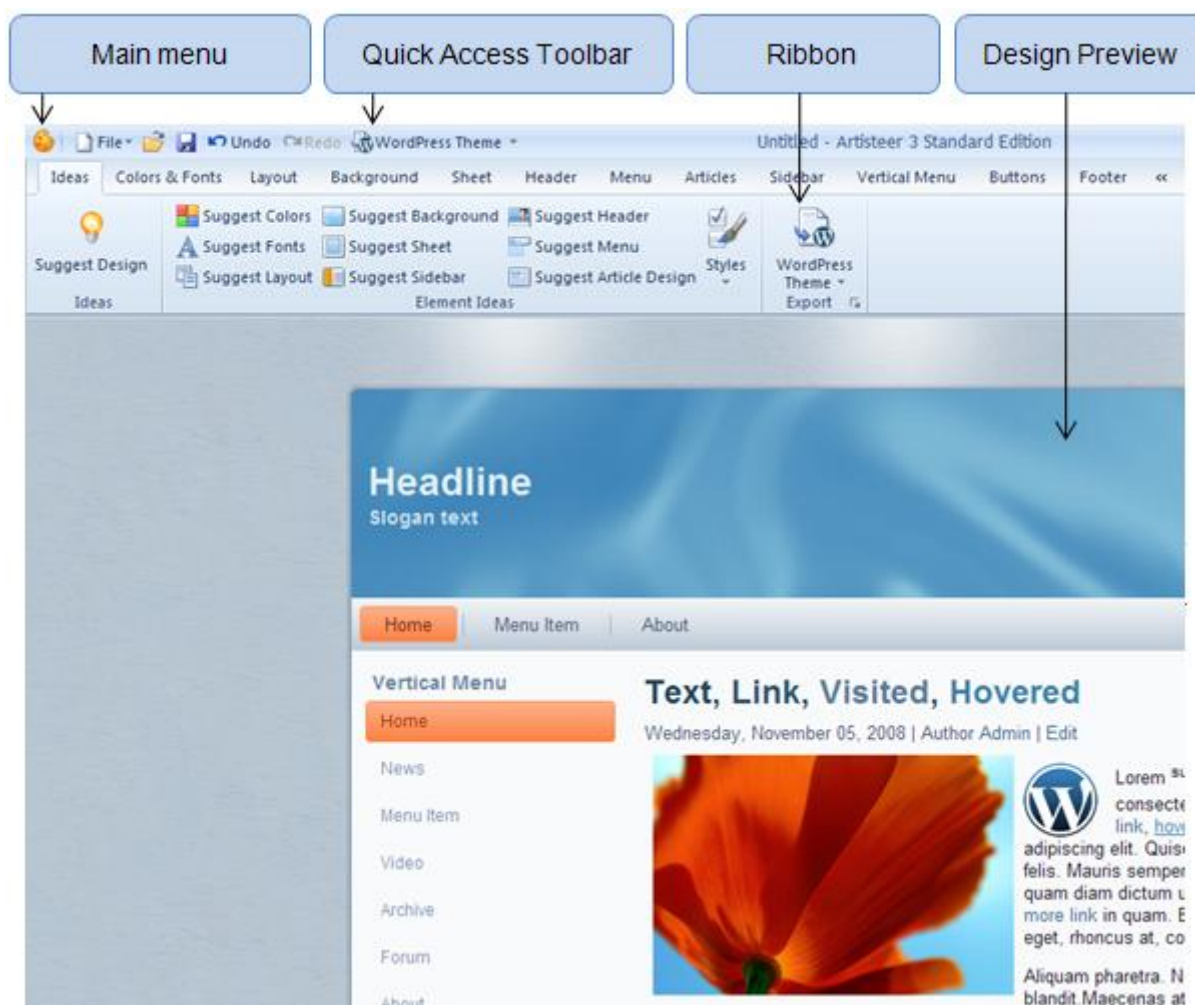 Main menu
Quick Access Toolbar
Ribbon
Design Preview
File
Undo
Redo
WordPress Theme
Untitled - Artisteer 3 Standard Edition
Ideas
Colors & Fonts
Layout
Background
Sheet
Header
Menu
Articles
Sidebar
Vertical Menu
Buttons
Footer
«
Suggest Design
Ideas
Suggest Colors
Suggest Fonts
Suggest Layout
Suggest Background
Suggest Sheet
Suggest Sidebar
Suggest Header
Suggest Menu
Suggest Article Design
Element Ideas
Styles
WordPress
Theme
Export
Headline
Slogan text
Home
Menu Item
About
Vertical Menu
Home
News
Menu Item
Video
Archive
Forum
About
Text, Link, Visited, Hovered
Wednesday, November 05, 2008 | Author Admin | Edit
Lorem
link,
adipiscing elit.
felis. Mauris semper
quam diam dictum
more link in quam.
eget, rhoncus at,
Aliquam pharetra.
blandit.Maecenas at